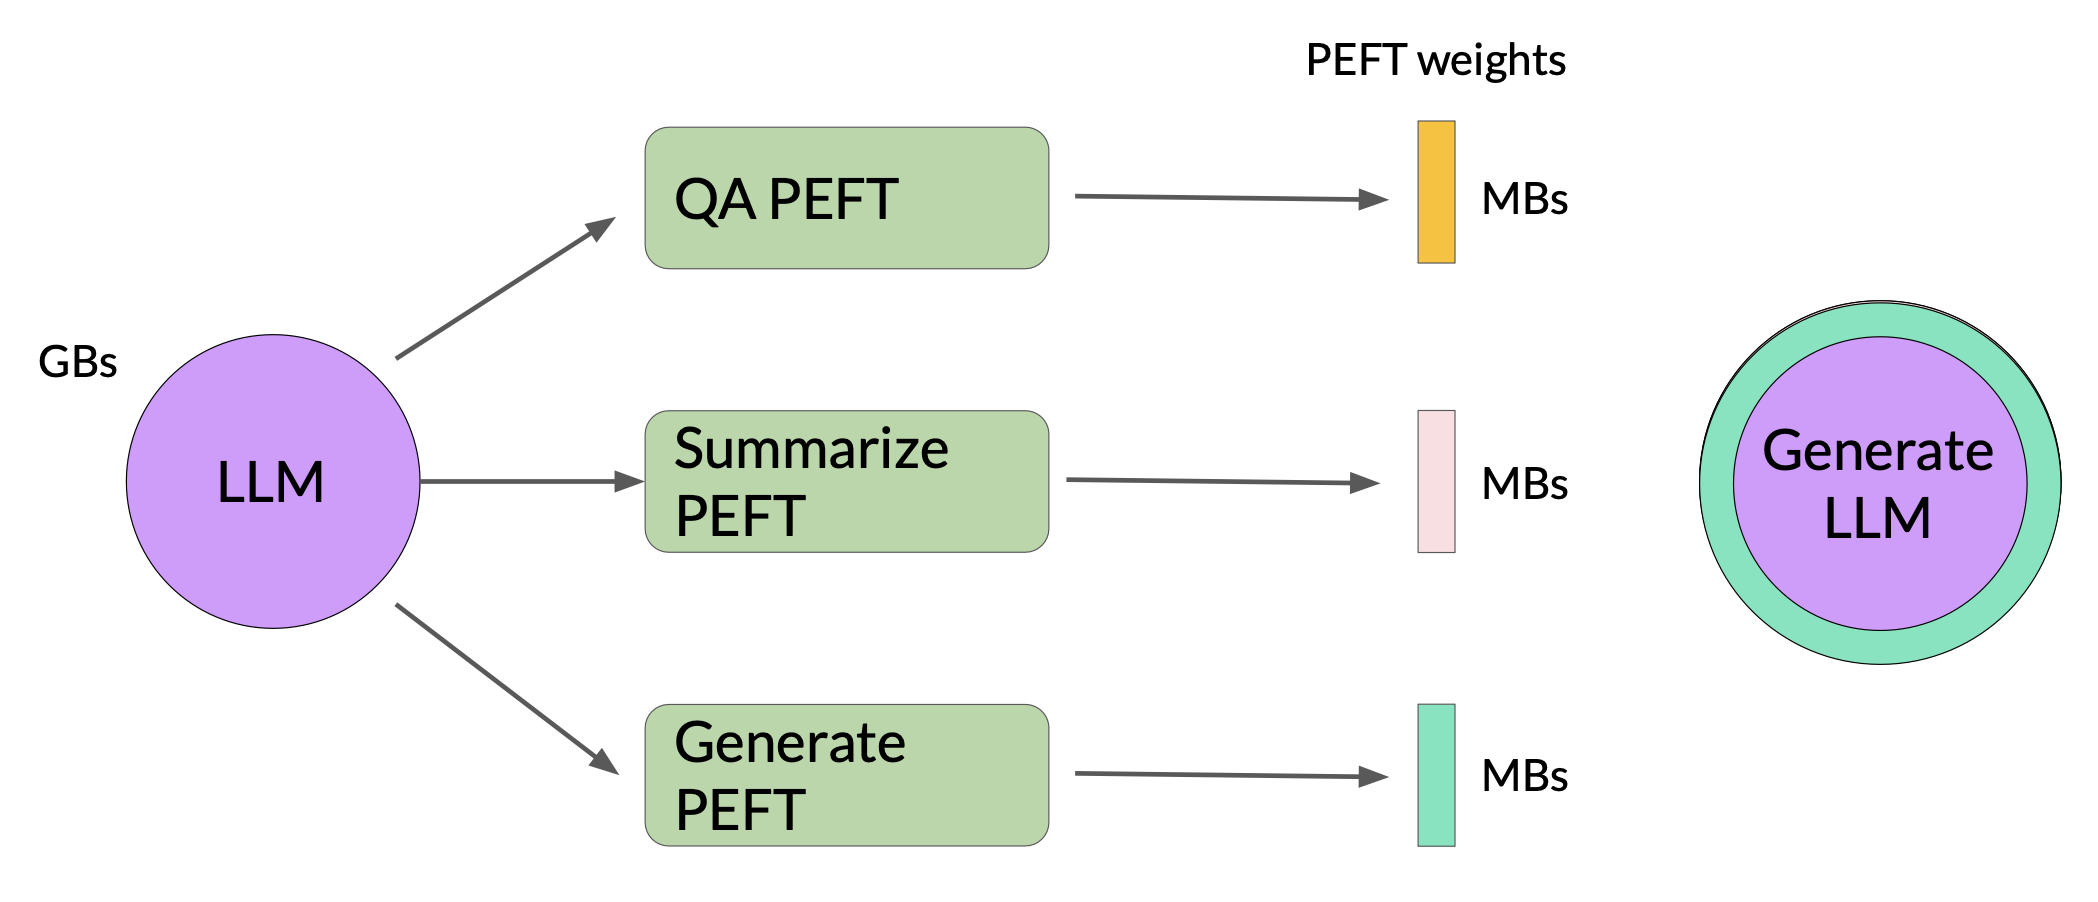 PEFT weights
QA PEFT
MBs
GBs
LLM
Summarize
PEFT
MBs
Generate
LLM
Generate
PEFT
MBs